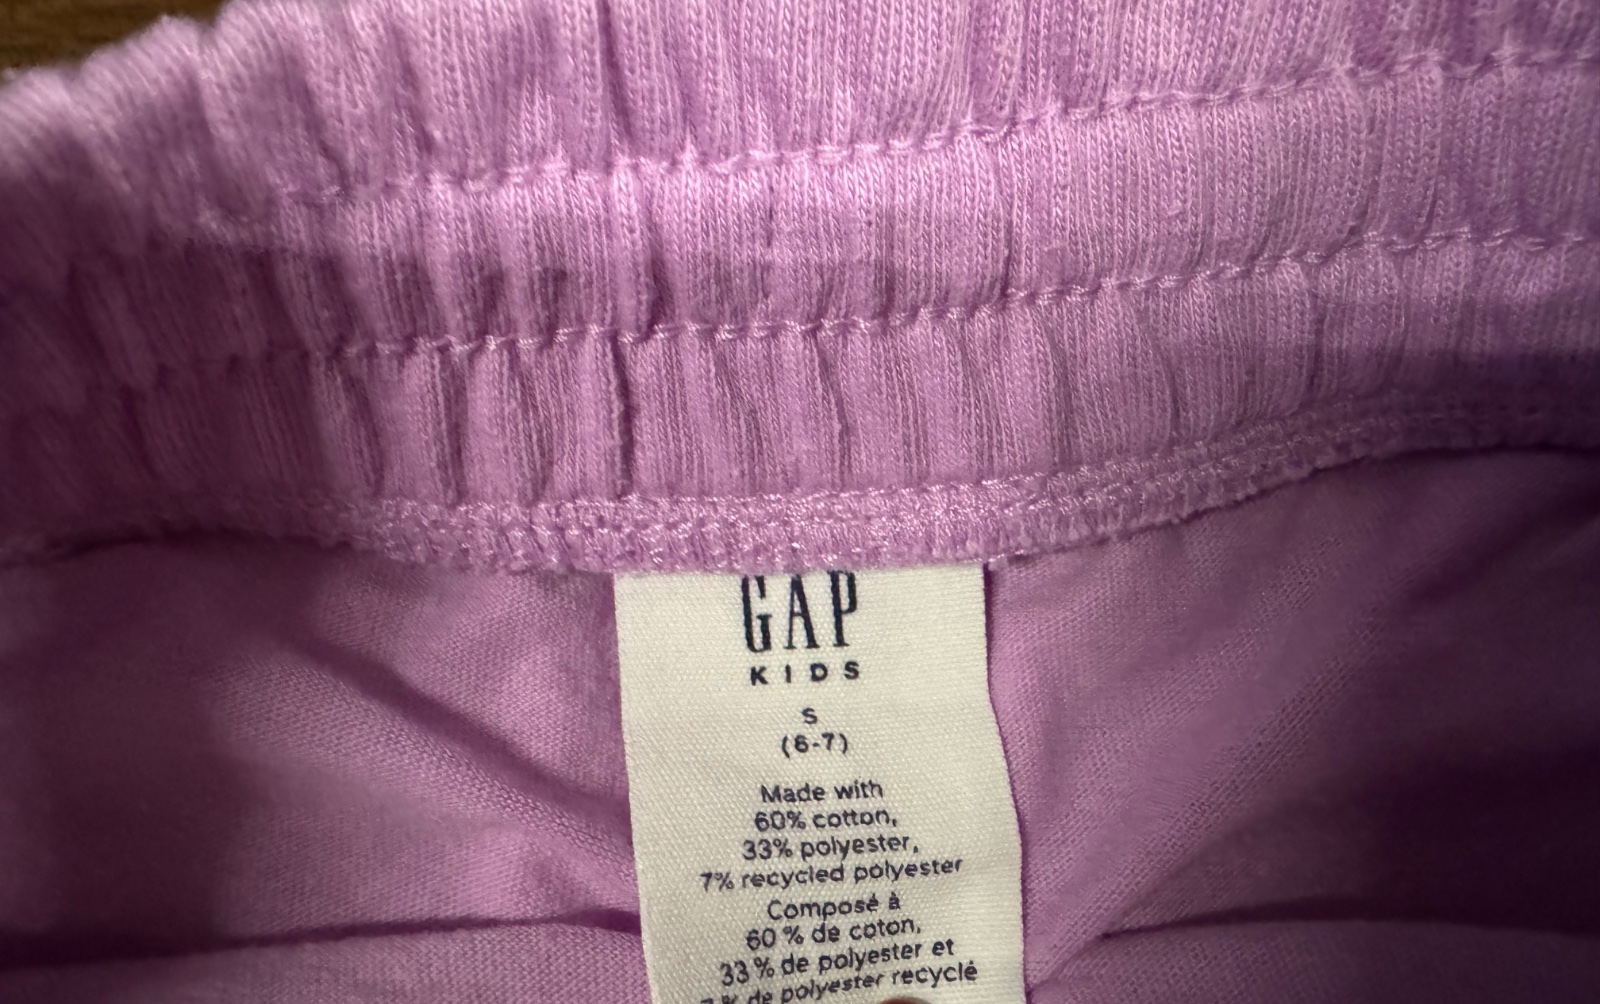 GAP
KIDS
S
(6-7)
Made with
60% cotton,
33% polyester,
7% recycled polyester
Composé à
60 % de coton,
33 % de polyester et
7 % de polyester recyclé